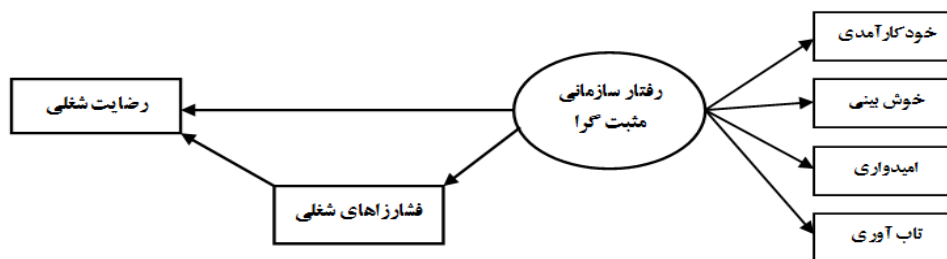 خودکارآمدی
رفتار سازمانی
مثبت گرا
خوش بینی
رضایت شغلی
امیدواری
فشارزاهای شغلی
تاب آوری